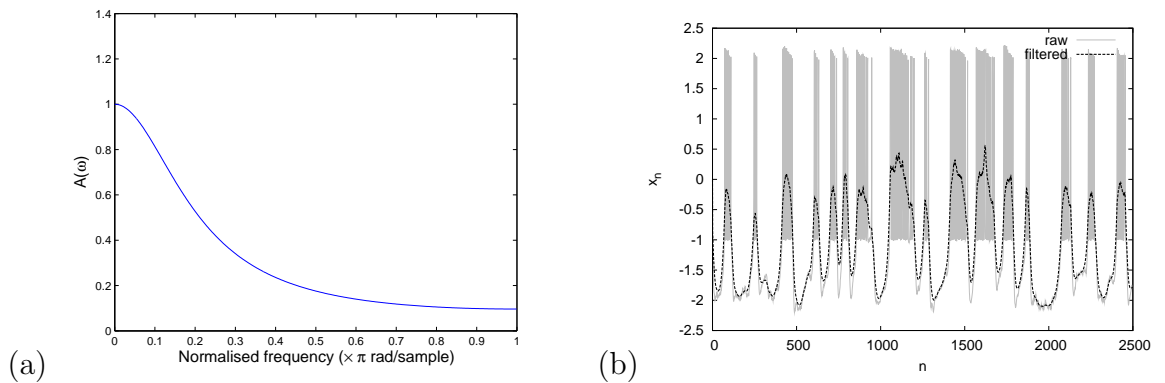 1.4
1.2
1
0.8
0.6
0.4
0.2
0
A(ω)
0 0.1 0.2 0.3 0.4 0.5 0.6 0.7 0.8 0.9 1
Normalised frequency (× π rad/sample)
(a)
2.5
2
1.5
1
0.5
0
-0.5
-1
-1.5
-2
-2.5
xn
raw
filtered
0 500 1000 1500 2000 2500
n
(b)